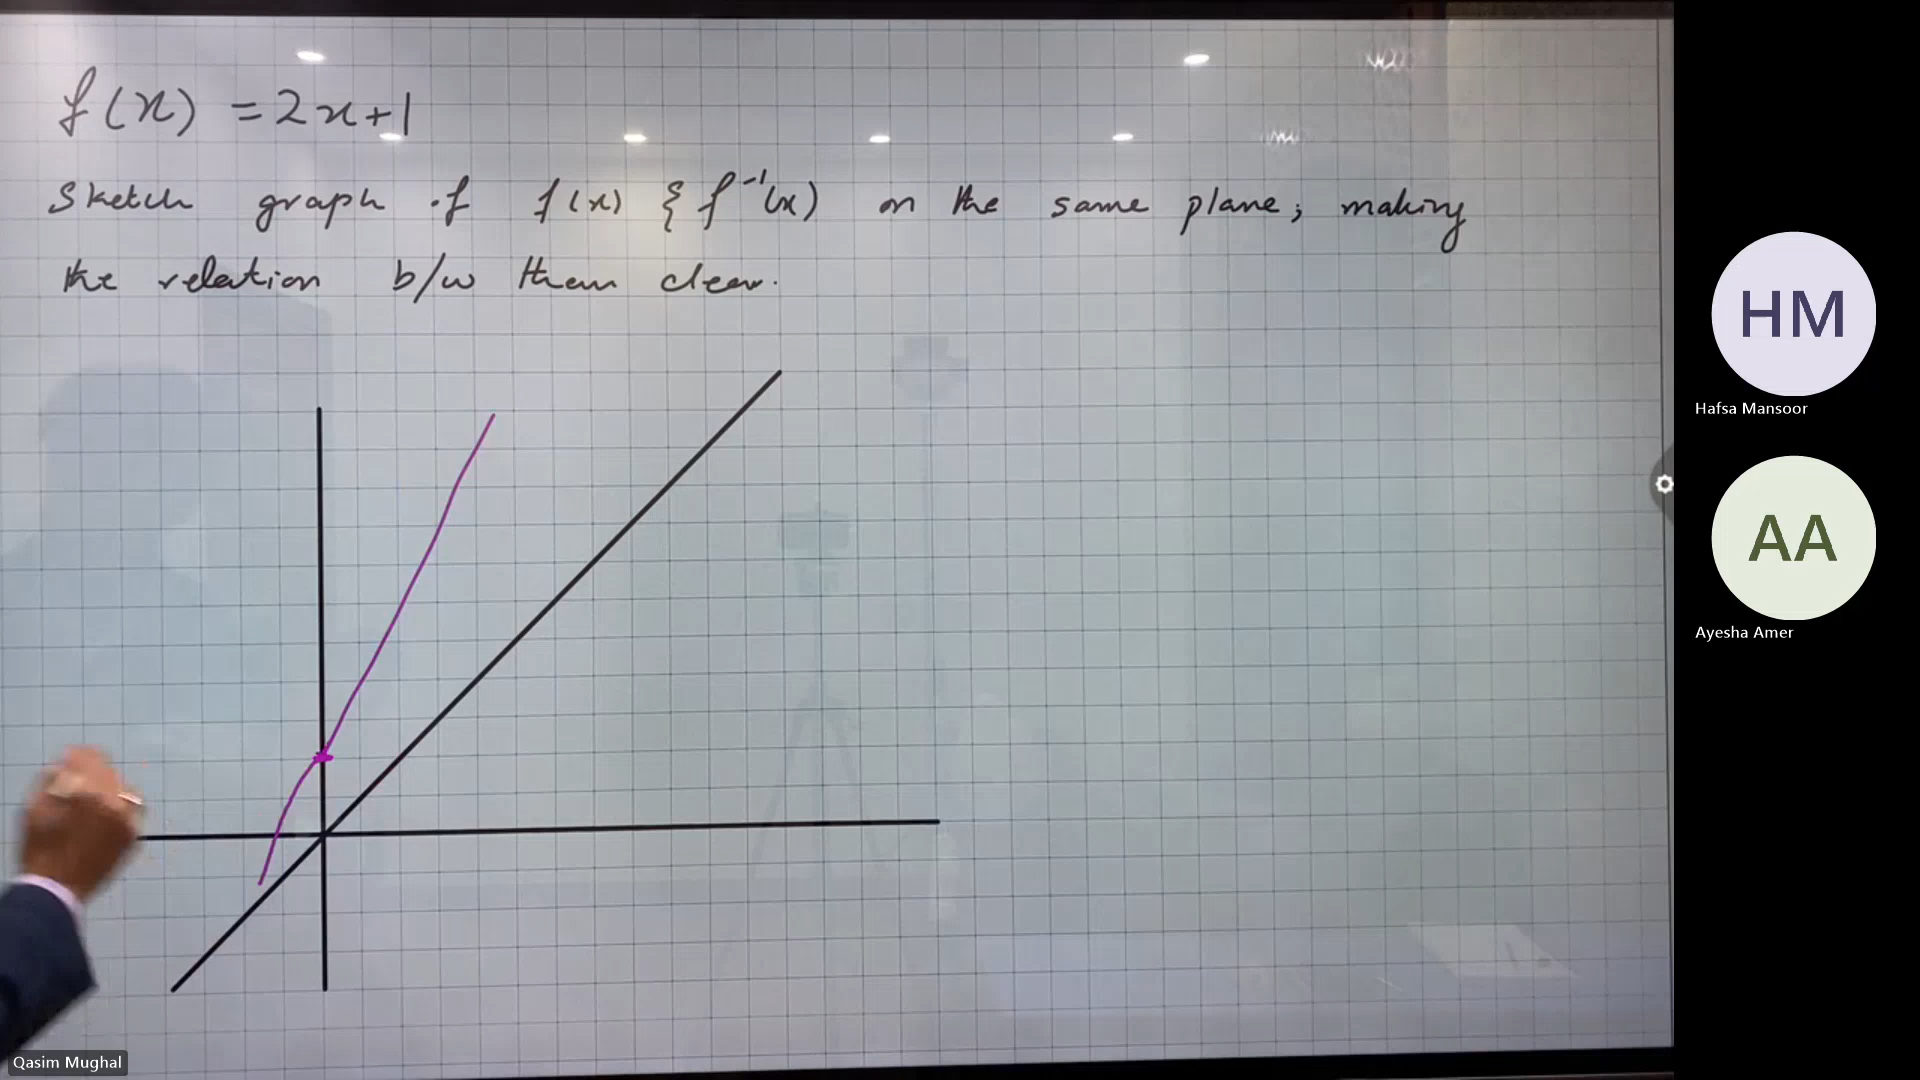 f(x) = 2x+1
Sketch graph of f(x) & f⁻¹(x) on the same plane, making
the relation b/w them clear.
HM
Hafsa Mansoor
AA
Ayesha Amer
Qasim Mughal